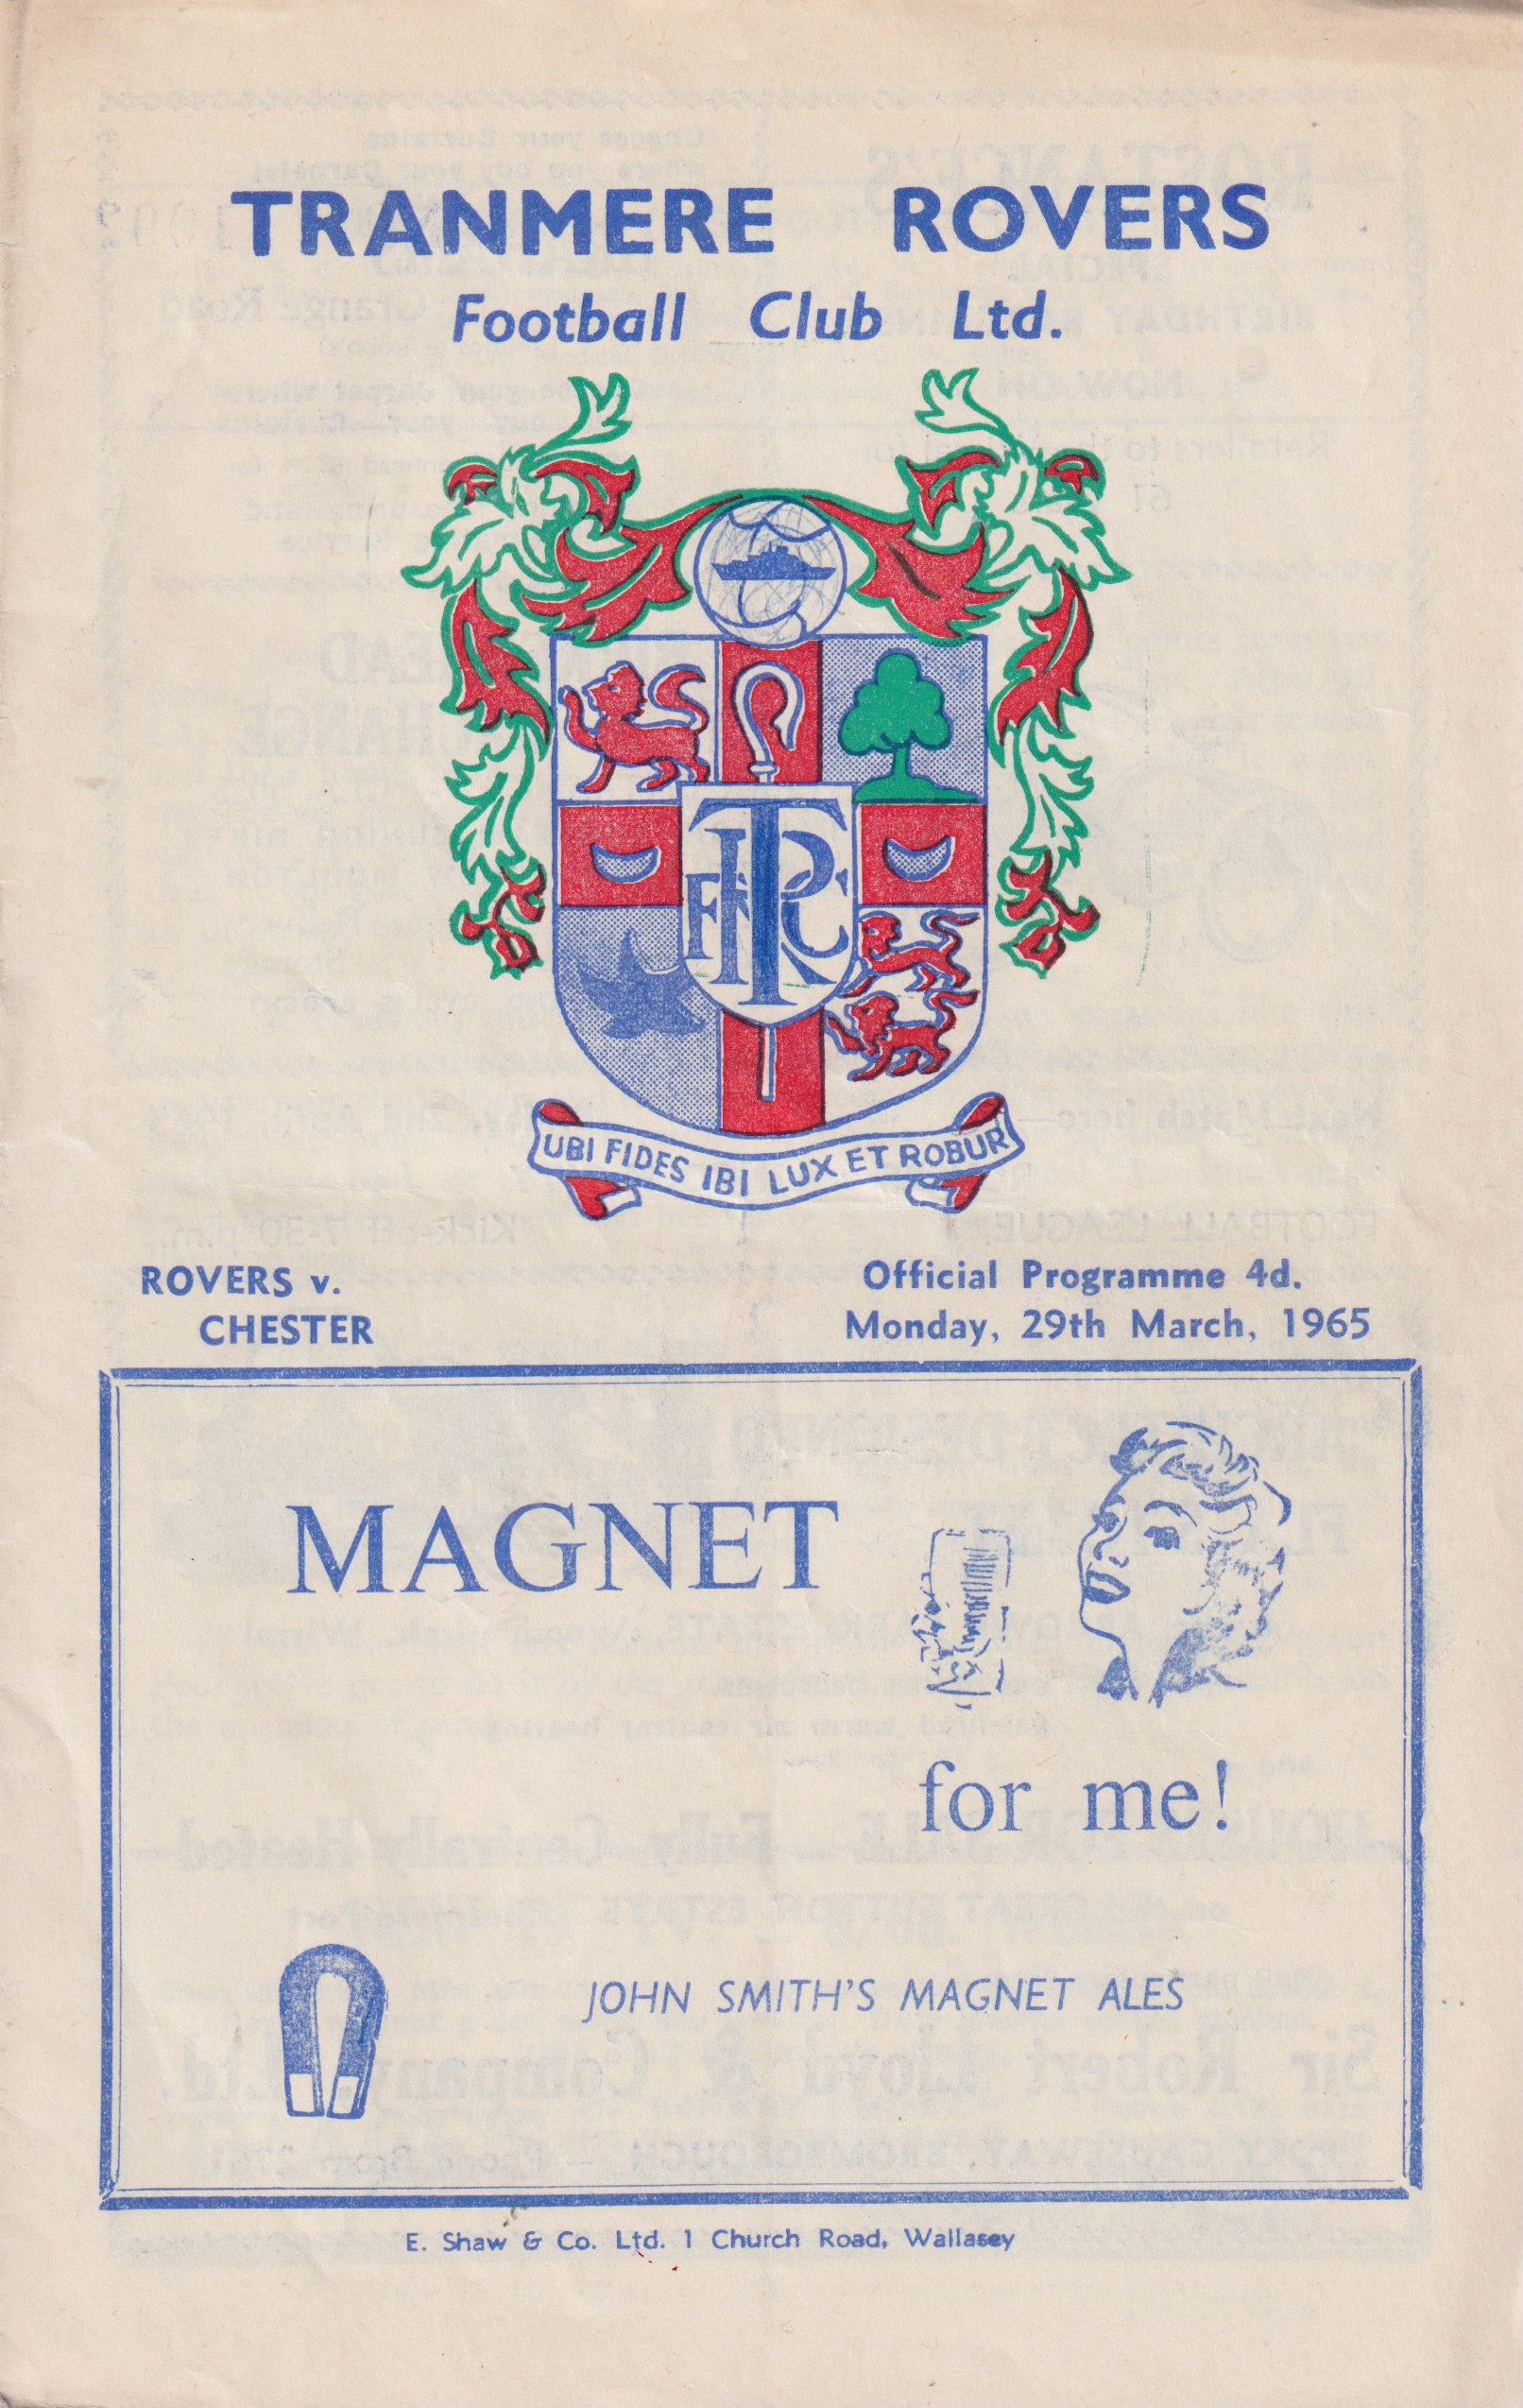 TRANMERE ROVERS
Football Club Ltd.
TRFC
UBI FIDES IBI LUX ET ROBUR
ROVERS v.
CHESTER
Official Programme 4d.
Monday, 29th March, 1965
MAGNET
for me!
JOHN SMITH'S MAGNET ALES
E. Shaw & Co. Ltd. 1 Church Road, Wallasey